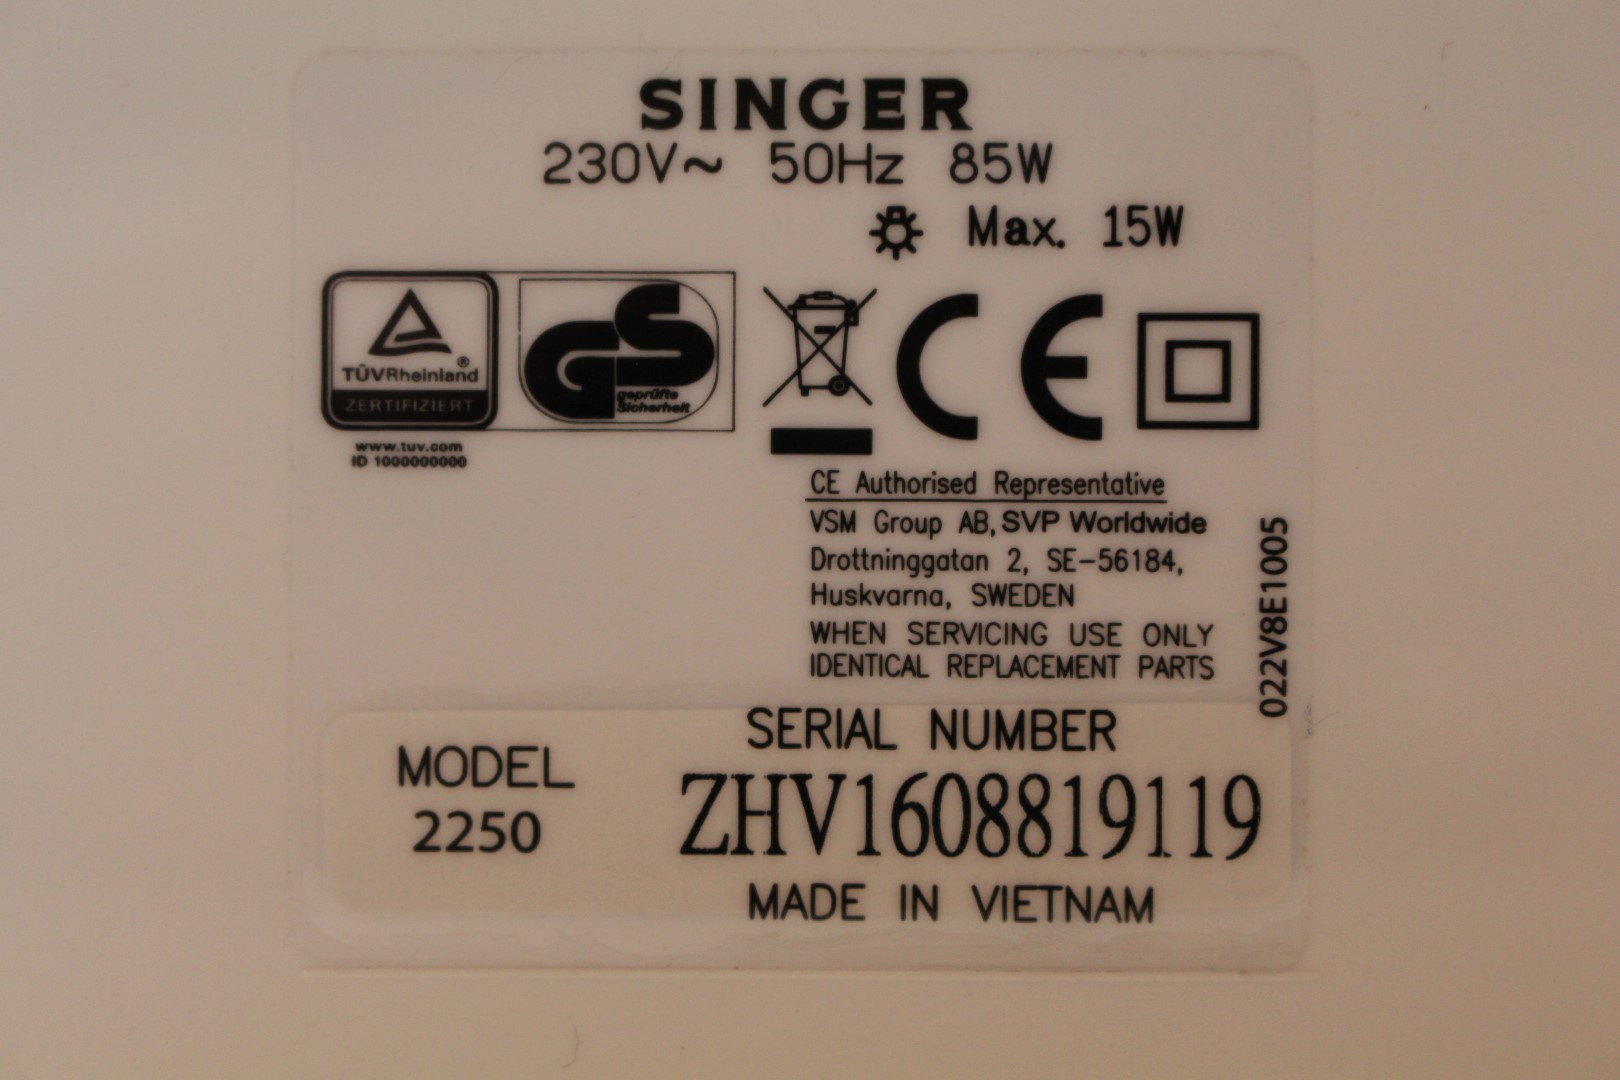 SINGER
230V~ 50Hz 85W
Max. 15W
TÜVRheinland®
ZERTIFIZIERT
GS
geprüfte
Sicherheit
CE
www.tuv.com
ID 1000000000
CE Authorised Representative
VSM Group AB, SVP Worldwide
Drottninggatan 2, SE-56184,
Huskvarna, SWEDEN
WHEN SERVICING USE ONLY
IDENTICAL REPLACEMENT PARTS
022V8E1005
MODEL
2250
SERIAL NUMBER
ZHV1608819119
MADE IN VIETNAM